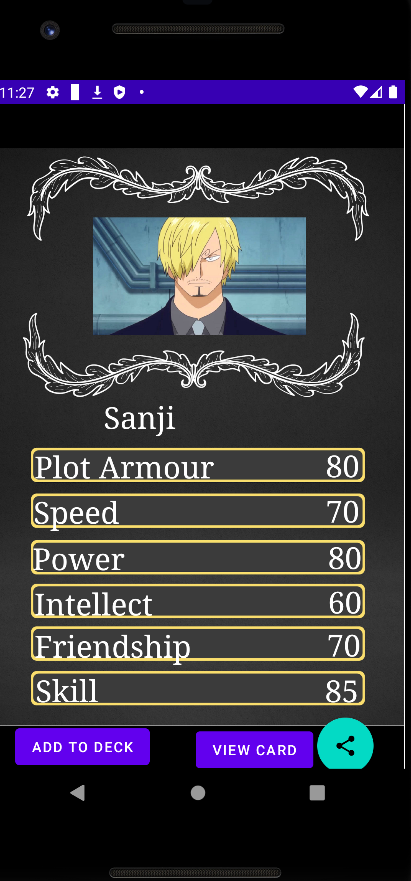 11:27
Sanji
Plot Armour 80
Speed 70
Power 80
Intellect 60
Friendship 70
Skill 85
ADD TO DECK VIEW CARD